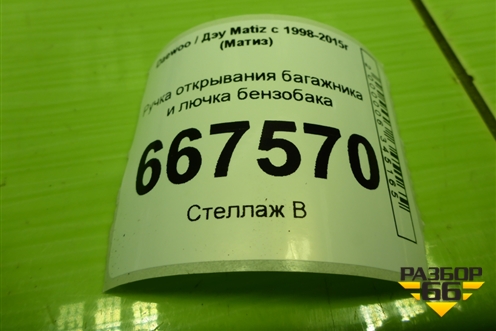 Daewoo / Дэу Matiz с 1998-2015г
(Матиз)
Ручка открывания багажника
и лючка бензобака
667570
Стеллаж В
РАЗБОР
66